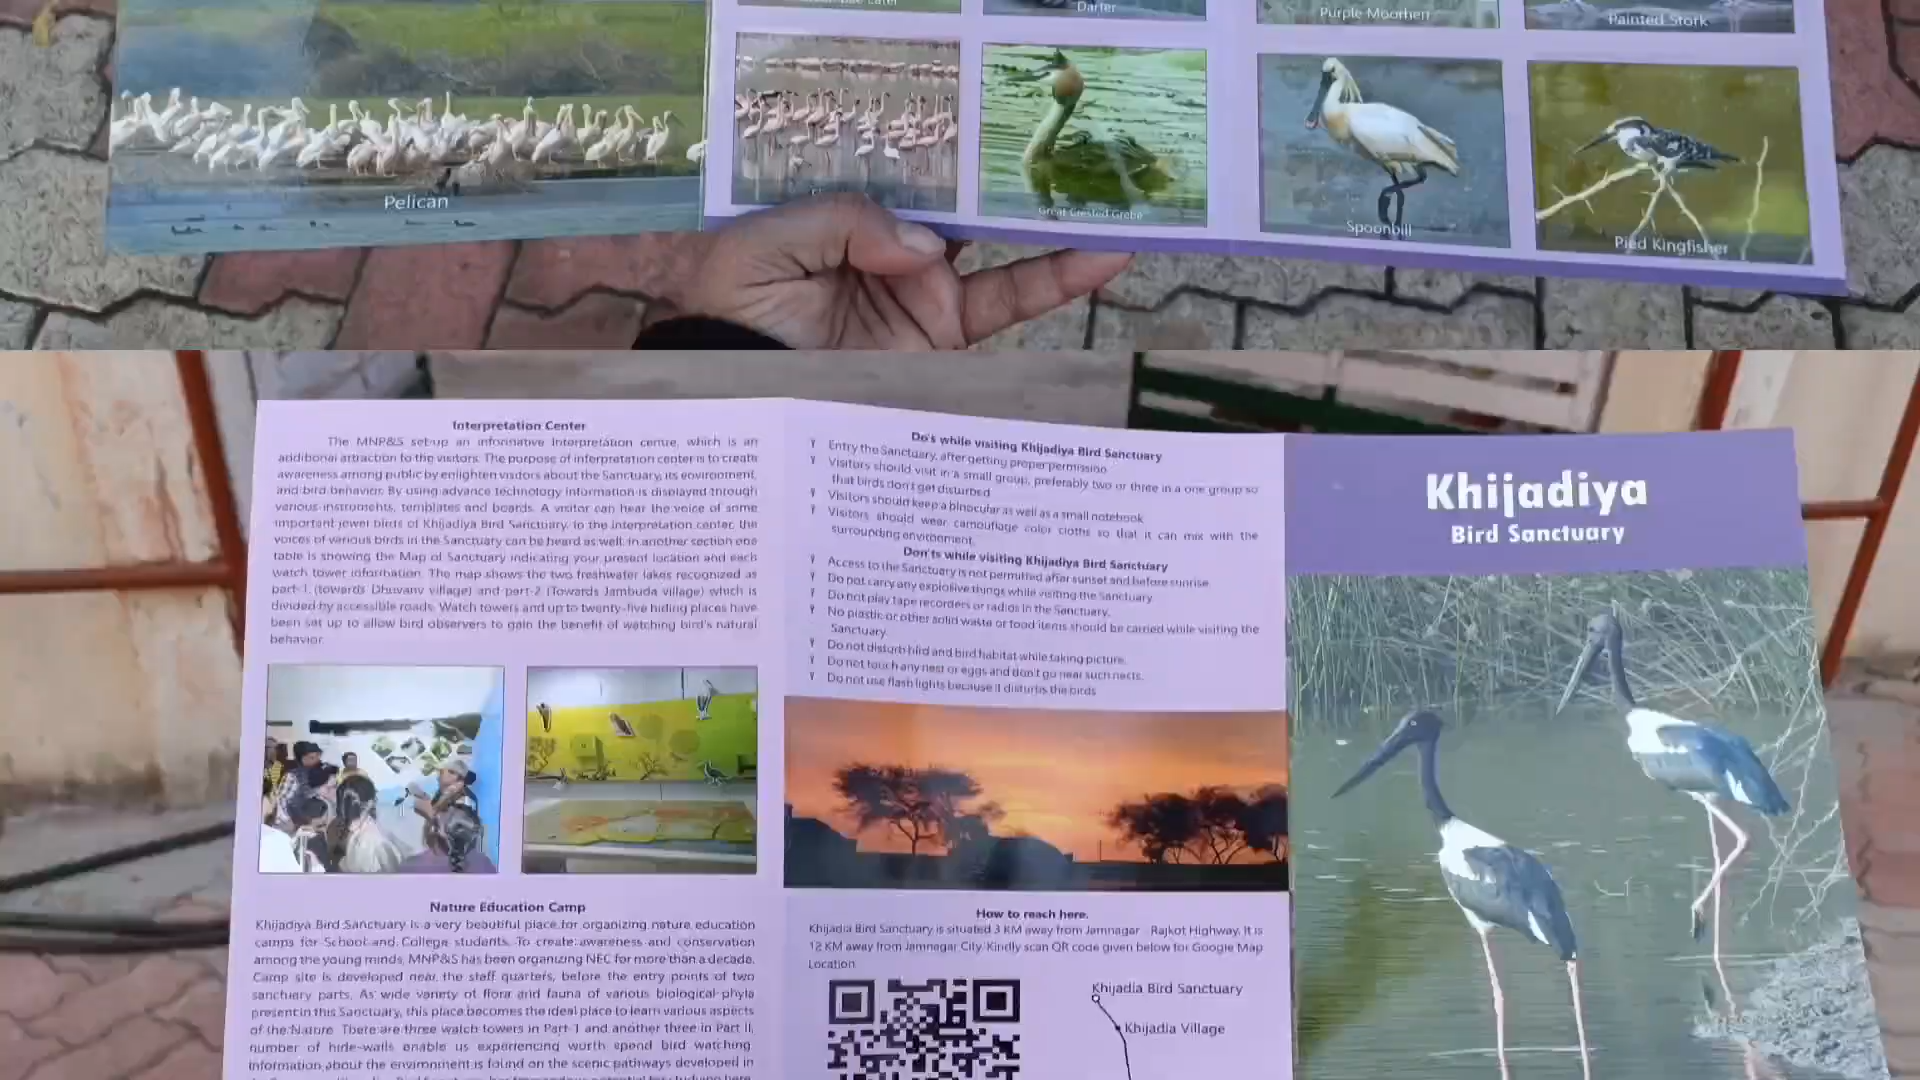 Darter
Purple Moorhen
Painted Stork
Pelican
Great Crested Grebe
Spoonbill
Pied Kingfisher
Interpretation Center
The MNP&S set-up an informative Interpretation centre, which is an
additional attraction to the visitors. The purpose of interpretation center is to create
awareness among public by enlighten visitors about the Sanctuary, its environment,
and bird behavior. By using advance technology information is displayed through
various instruments, templates and boards. A visitor can hear the voice of some
important jewel birds of Khijadiya Bird Sanctuary. In the interpretation center, the
voices of various birds in the Sanctuary can be heard as well. In another section one
table is showing the Map of Sanctuary indicating your present location and each
watch tower information. The map shows the two freshwater lakes recognized as
part-1, (towards Dhuvanv village) and part-2 (Towards Jambuda village) which is
divided by accessible roads. Watch towers and up to twenty-five hiding places have
been set up to allow bird observers to gain the benefit of watching bird's natural
behavior.
Nature Education Camp
Khijadiya Bird Sanctuary is a very beautiful place for organizing nature education
camps for School and College students. To create awareness and conservation
among the young minds, MNP&S has been organizing NEC for more than a decade.
Camp site is developed near the staff quarters, before the entry points of two
sanctuary parts. As wide variety of flora and fauna of various biological phyla
present in this Sanctuary, this place becomes the ideal place to learn various aspects
of the Nature. There are three watch towers in Part-1 and another three in Part II,
number of hide-walls enable us experiencing worth spend bird watching.
Information about the environment is found on the scenic pathways developed in
Do's while visiting Khijadiya Bird Sanctuary
Entry the Sanctuary, after getting proper permission
Visitors should visit in a small group, preferably two or three in a one group so
that birds don't get disturbed
Visitors should keep a binocular as well as a small notebook
Visitors should wear camouflage color cloths so that it can mix with the
surrounding environment.
Don'ts while visiting Khijadiya Bird Sanctuary
Access to the Sanctuary is not permitted after sunset and before sunrise.
Do not carry any explosive things while visiting the Sanctuary
Do not play tape recorders or radios in the Sanctuary.
No plastic or other solid waste or food items should be carried while visiting the
Sanctuary.
Do not disturb bird and bird habitat while taking picture.
Do not touch any nest or eggs and don't go near such nests.
Do not use flash lights because it disturbs the birds
How to reach here.
Khijadia Bird Sanctuary is situated 3 KM away from Jamnagar Rajkot Highway. It is
12 KM away from Jamnagar City. Kindly scan QR code given below for Google Map
Location
Khijadia Bird Sanctuary
Khijadia Village
Khijadiya
Bird Sanctuary